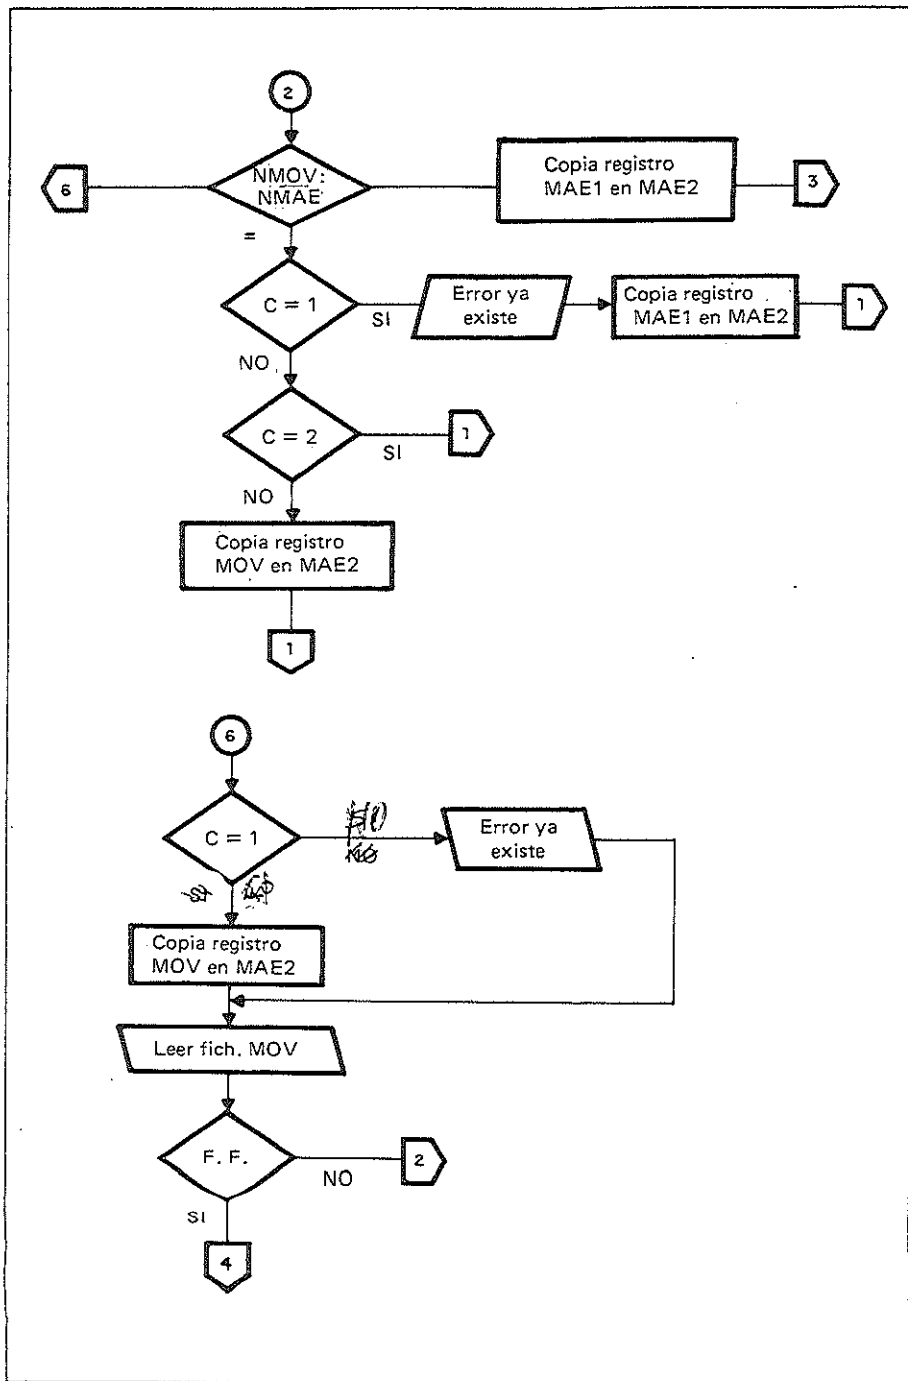 2
6
NMOV:
NMAE
Copia registro
MAE1 en MAE2
3
=
C = 1
SI
Error ya
existe
Copia registro
MAE1 en MAE2
1
NO
C = 2
SI
1
NO
Copia registro
MOV en MAE2
1
6
C = 1
Error ya
existe
Copia registro
MOV en MAE2
Leer fich. MOV
F. F.
NO
2
SI
4